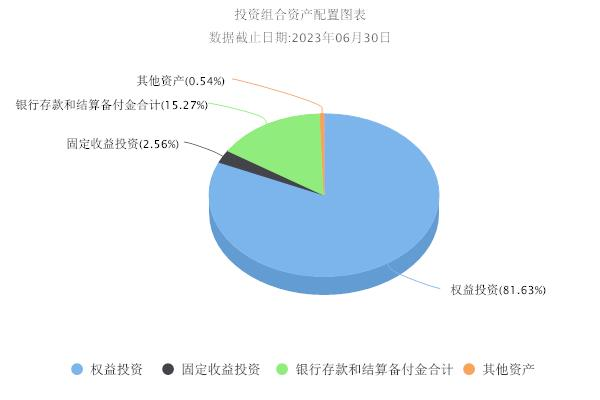 投资组合资产配置图表
数据截止日期:2023年06月30日
其他资产(0.54%)
银行存款和结算备付金合计(15.27%)
固定收益投资(2.56%)
权益投资(81.63%)
权益投资 固定收益投资 银行存款和结算备付金合计 其他资产